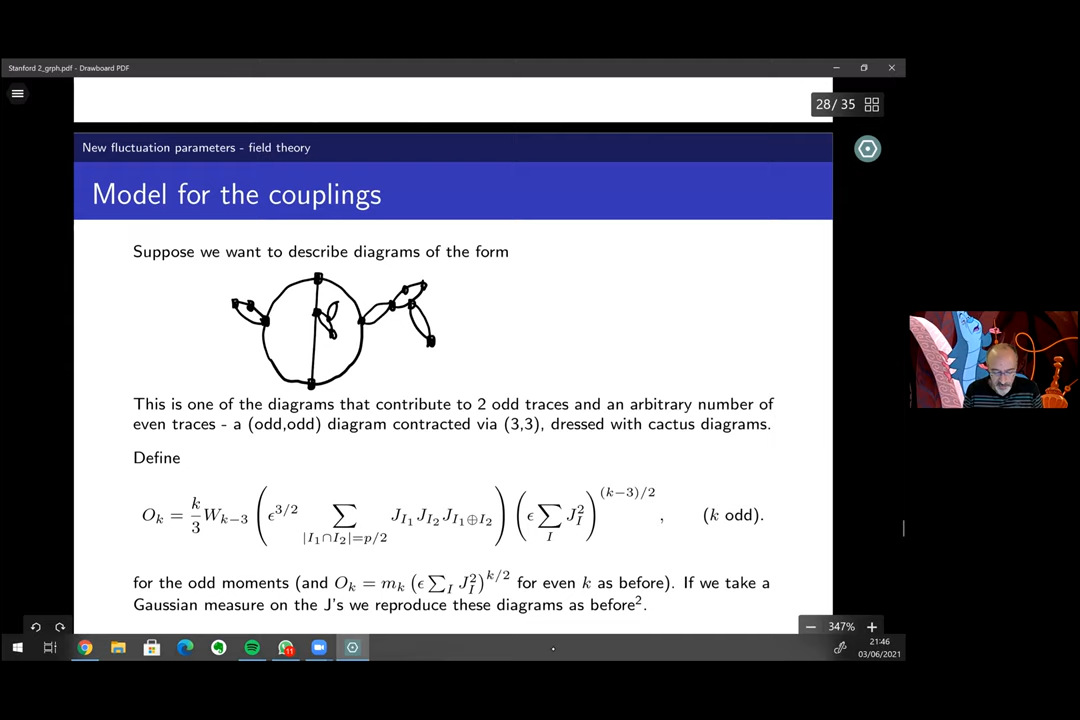 Stanford 2_grph.pdf - Drawboard PDF
28/ 35
New fluctuation parameters - field theory
Model for the couplings
Suppose we want to describe diagrams of the form
This is one of the diagrams that contribute to 2 odd traces and an arbitrary number of
even traces - a (odd,odd) diagram contracted via (3,3), dressed with cactus diagrams.
Define
O_k = \frac{k}{3} W_{k-3} \left( \epsilon^{3/2} \sum_{|I_1 \cap I_2|=p/2} J_{I_1} J_{I_2} J_{I_1 \oplus I_2} \right) \left( \epsilon \sum_I J_I^2 \right)^{(k-3)/2}, (k odd).
for the odd moments (and O_k = m_k (\epsilon \sum_I J_I^2)^{k/2} for even k as before). If we take a
Gaussian measure on the J's we reproduce these diagrams as before².
347%
11
21:46
03/06/2021